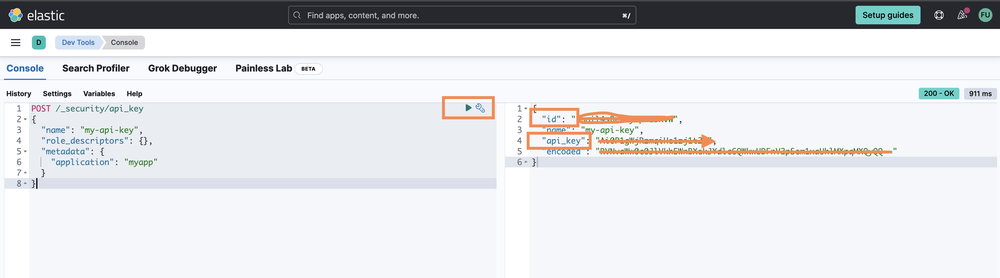 elastic
Find apps, content, and more.
⌘/
Setup guides
FU
D
Dev Tools
Console
Console
Search Profiler
Grok Debugger
Painless Lab
BETA
History
Settings
Variables
Help
200 - OK
911 ms
1 POST /_security/api_key
2 {
3 "name": "my-api-key",
4 "role_descriptors": {},
5 "metadata": {
6 "application": "myapp"
7 }
8 }
1 {
2 "id": "
3 "name": "my-api-key",
4 "api_key": "
5 "encoded": "
6 }